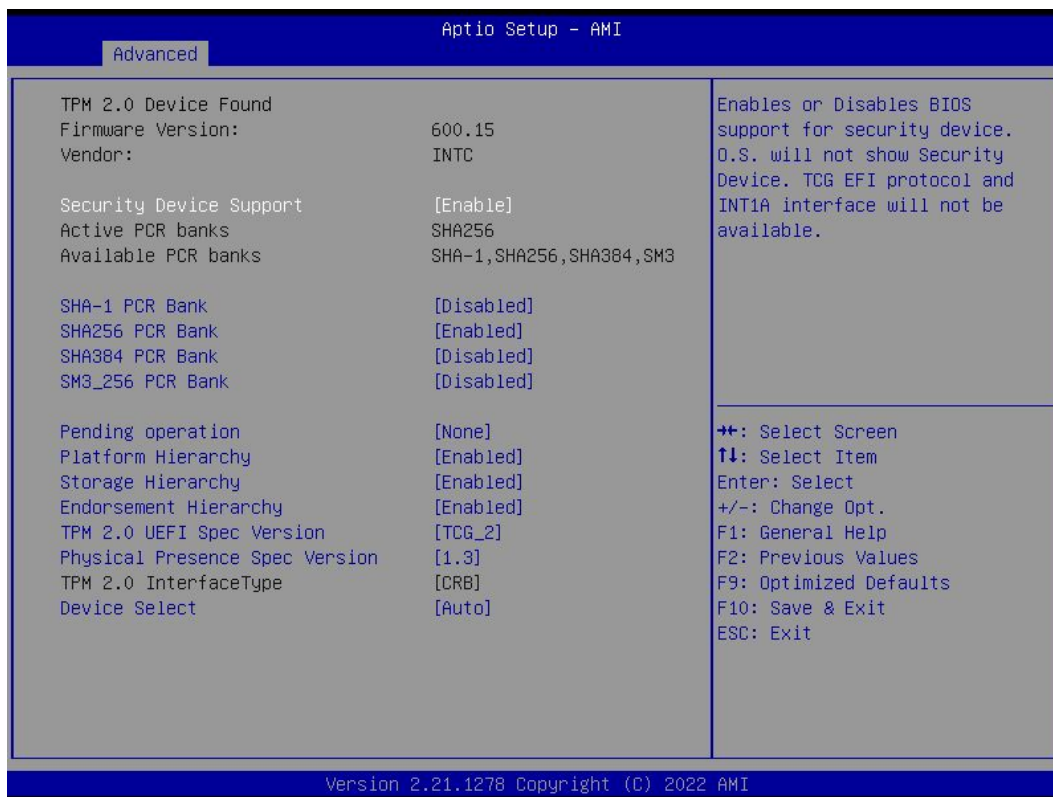 Aptio Setup – AMI
Advanced
TPM 2.0 Device Found
Firmware Version: 600.15
Vendor: INTC
Security Device Support [Enable]
Active PCR banks SHA256
Available PCR banks SHA-1,SHA256,SHA384,SM3
SHA-1 PCR Bank [Disabled]
SHA256 PCR Bank [Enabled]
SHA384 PCR Bank [Disabled]
SM3_256 PCR Bank [Disabled]
Pending operation [None]
Platform Hierarchy [Enabled]
Storage Hierarchy [Enabled]
Endorsement Hierarchy [Enabled]
TPM 2.0 UEFI Spec Version [TCG_2]
Physical Presence Spec Version [1.3]
TPM 2.0 InterfaceType [CRB]
Device Select [Auto]
Enables or Disables BIOS
support for security device.
O.S. will not show Security
Device. TCG EFI protocol and
INT1A interface will not be
available.
→←: Select Screen
↑↓: Select Item
Enter: Select
+/-: Change Opt.
F1: General Help
F2: Previous Values
F9: Optimized Defaults
F10: Save & Exit
ESC: Exit
Version 2.21.1278 Copyright (C) 2022 AMI